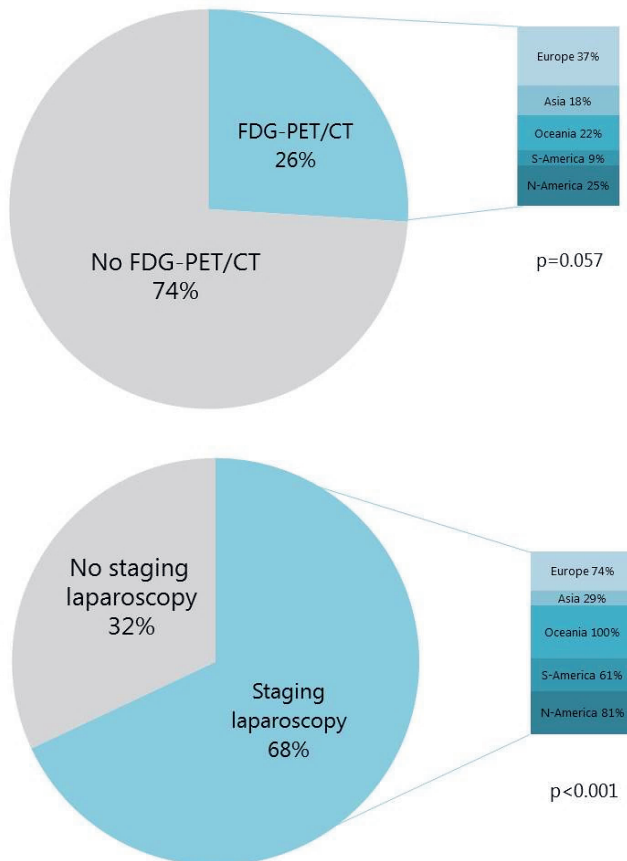 FDG-PET/CT
26%
No FDG-PET/CT
74%
Europe 37%
Asia 18%
Oceania 22%
S-America 9%
N-America 25%
p=0.057
No staging
laparoscopy
32%
Staging
laparoscopy
68%
Europe 74%
Asia 29%
Oceania 100%
S-America 61%
N-America 81%
p<0.001